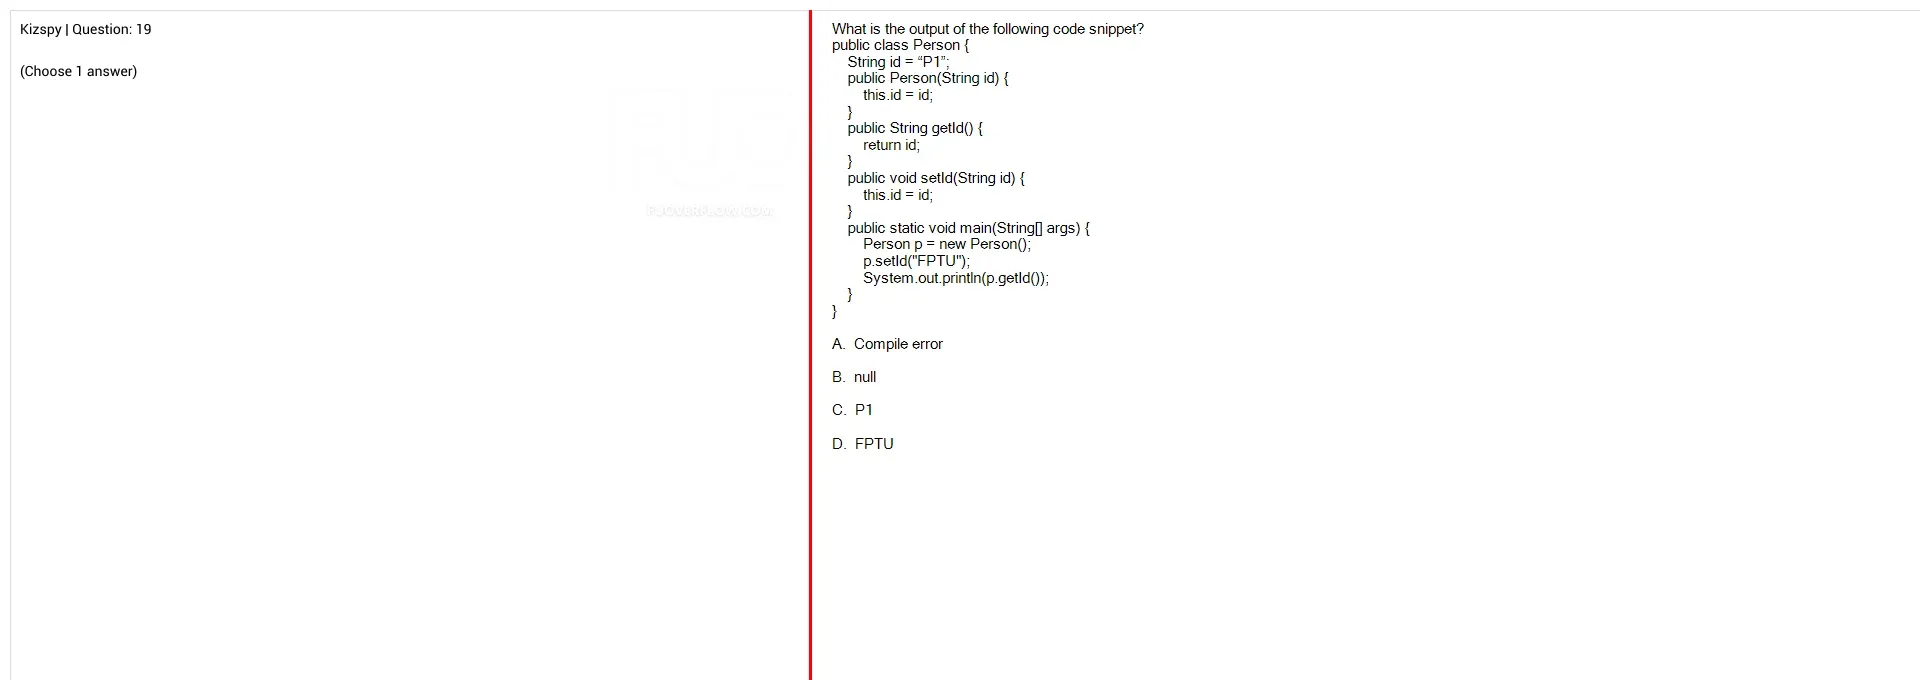 Kizspy | Question: 19
(Choose 1 answer)
FUOVERFLOW.COM
What is the output of the following code snippet?
public class Person {
String id = “P1”;
public Person(String id) {
this.id = id;
}
public String getId() {
return id;
}
public void setId(String id) {
this.id = id;
}
public static void main(String[] args) {
Person p = new Person();
p.setId("FPTU");
System.out.println(p.getId());
}
}
A. Compile error
B. null
C. P1
D. FPTU